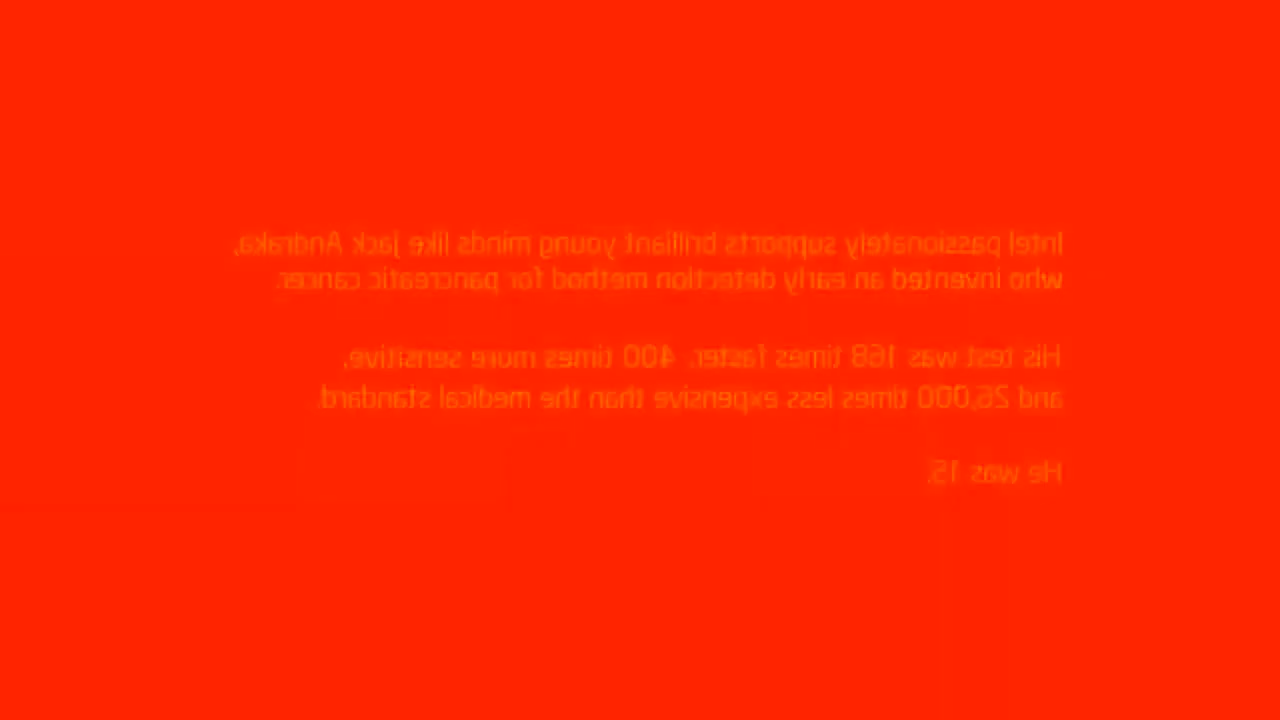 Intel passionately supports brilliant young minds like Jack Andraka,
who invented an early detection method for pancreatic cancer.
His test was 168 times faster, 400 times more sensitive,
and 26,000 times less expensive than the medical standard.
He was 15.